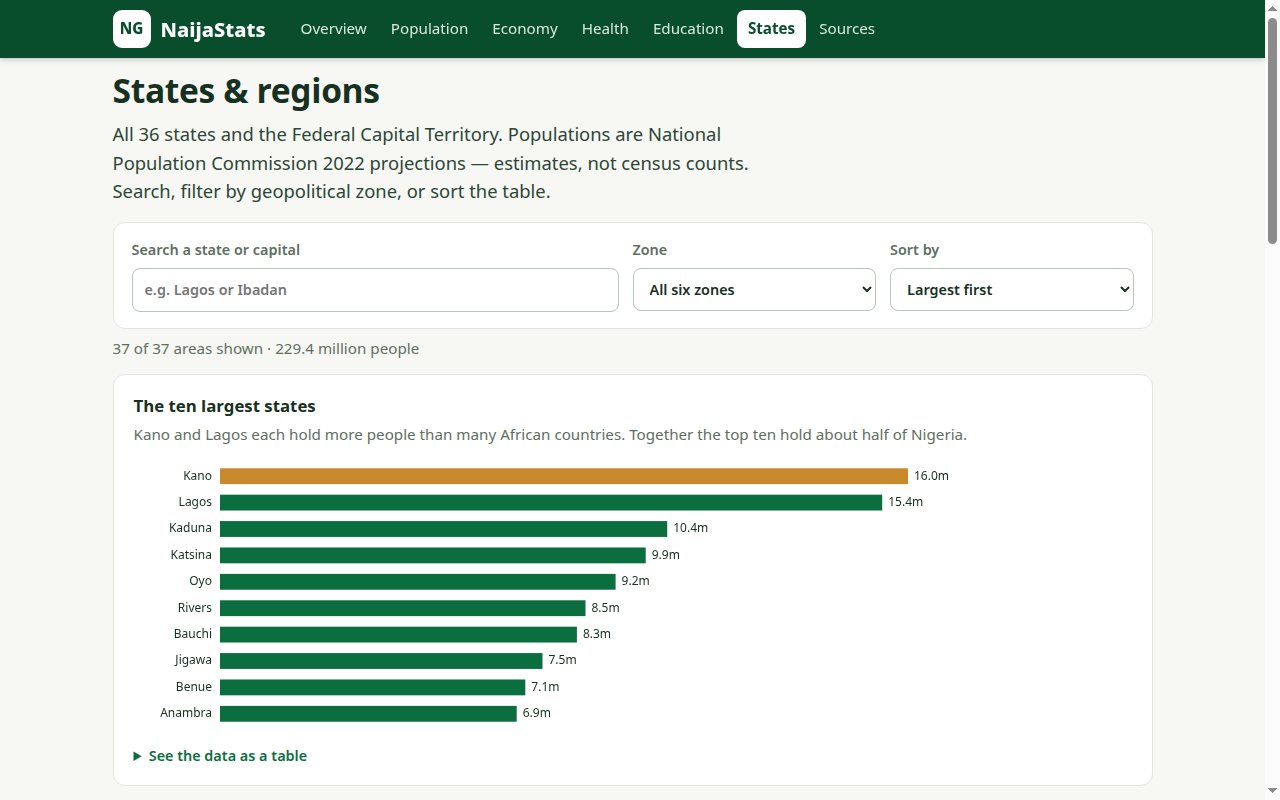 NG NaijaStats Overview Population Economy Health Education States Sources
States & regions
All 36 states and the Federal Capital Territory. Populations are National
Population Commission 2022 projections — estimates, not census counts.
Search, filter by geopolitical zone, or sort the table.
Search a state or capital Zone Sort by
e.g. Lagos or Ibadan All six zones Largest first
37 of 37 areas shown · 229.4 million people
The ten largest states
Kano and Lagos each hold more people than many African countries. Together the top ten hold about half of Nigeria.
Kano 16.0m
Lagos 15.4m
Kaduna 10.4m
Katsina 9.9m
Oyo 9.2m
Rivers 8.5m
Bauchi 8.3m
Jigawa 7.5m
Benue 7.1m
Anambra 6.9m
See the data as a table